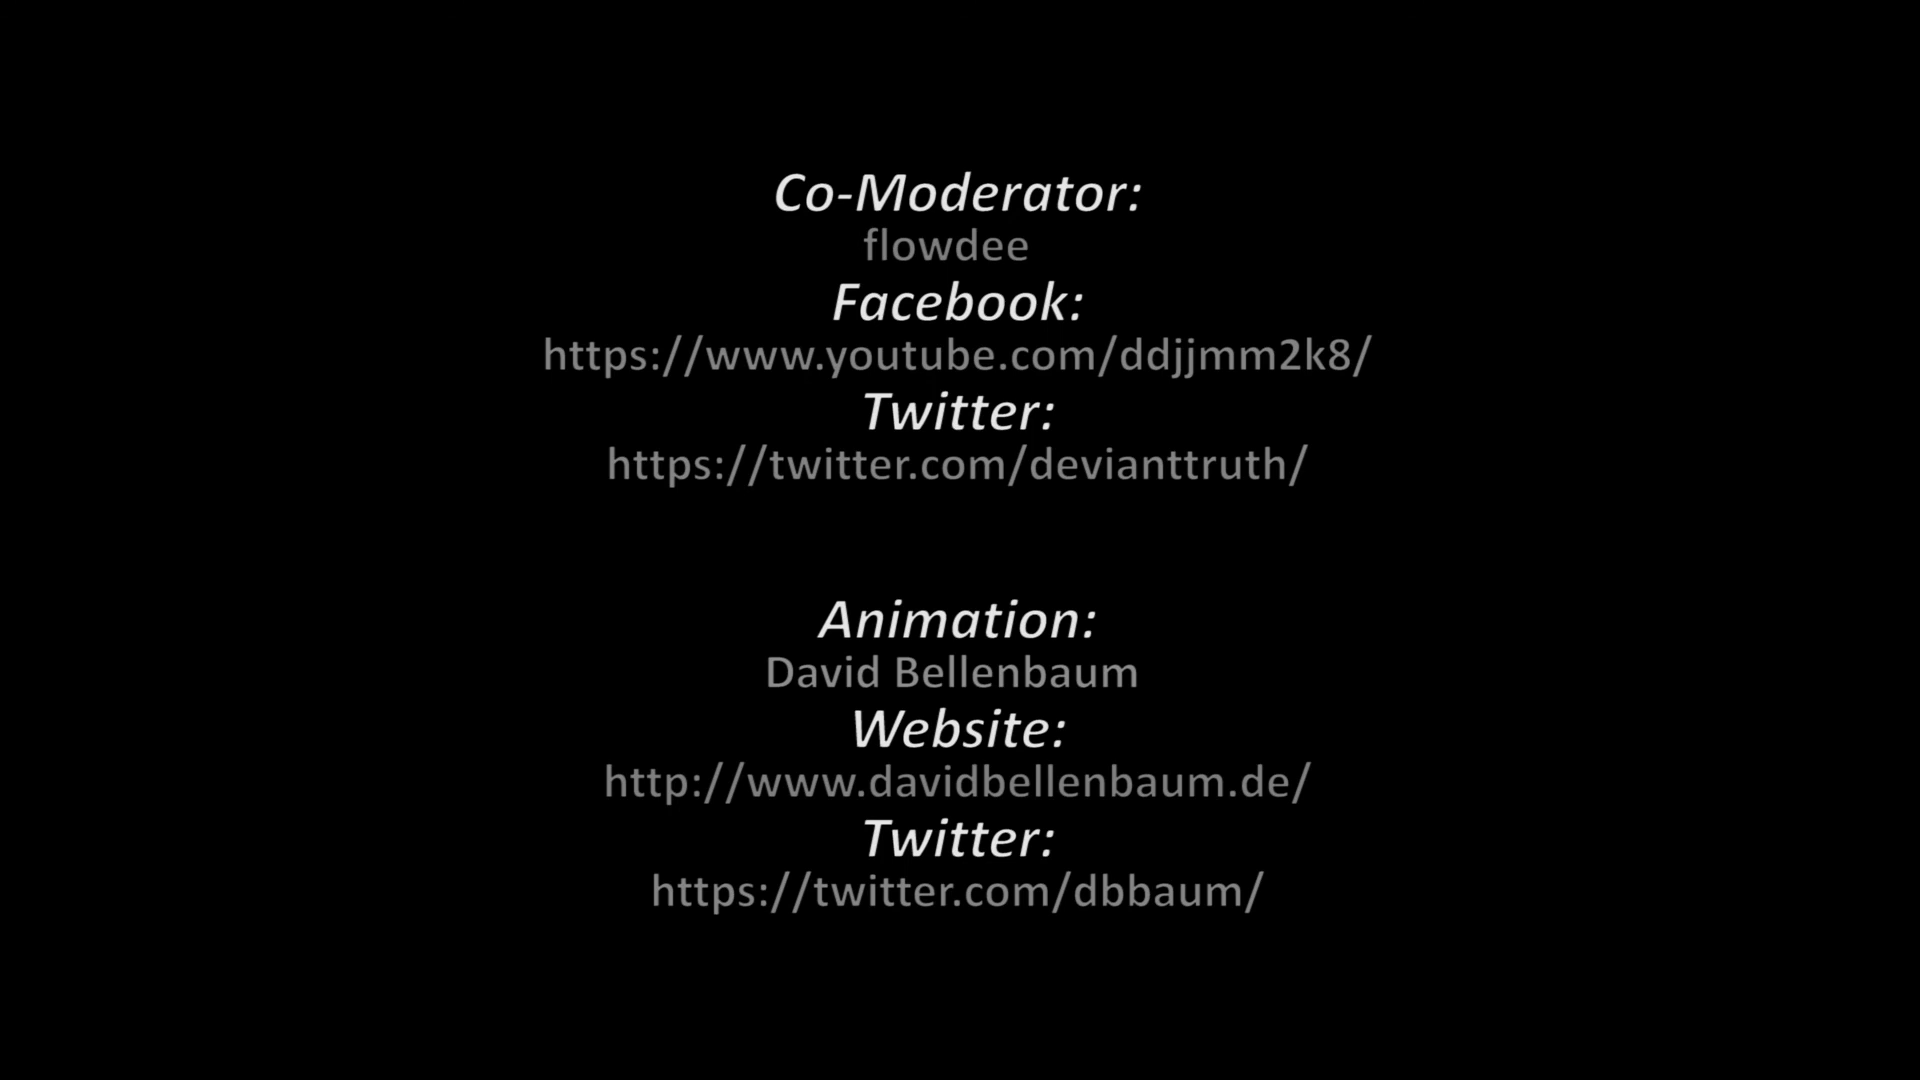 Co-Moderator:
flowdee
Facebook:
https://www.youtube.com/ddjjmm2k8/
Twitter:
https://twitter.com/devianttruth/
Animation:
David Bellenbaum
Website:
http://www.davidbellenbaum.de/
Twitter:
https://twitter.com/dbbaum/